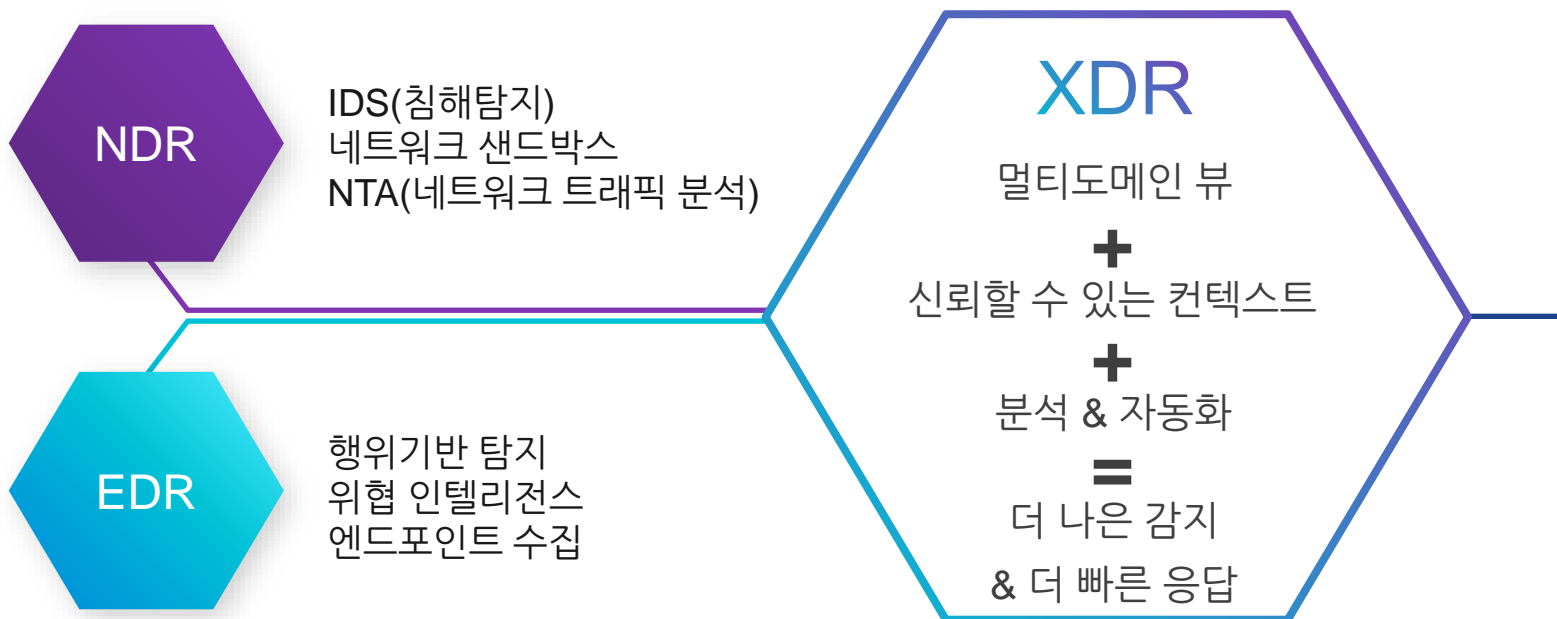 NDR
IDS(침해탐지)
네트워크 샌드박스
NTA(네트워크 트래픽 분석)
EDR
행위기반 탐지
위협 인텔리전스
엔드포인트 수집
XDR
멀티도메인 뷰
+
신뢰할 수 있는 컨텍스트
+
분석 & 자동화
=
더 나은 감지
& 더 빠른 응답